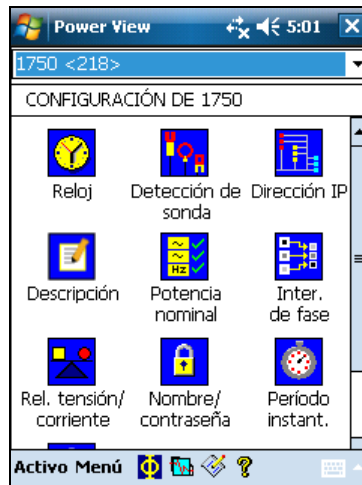 Power View 5:01
1750 <218>
CONFIGURACIÓN DE 1750
Reloj
Detección de
sonda
Dirección IP
Descripción
Potencia
nominal
Inter.
de fase
Rel. tensión/
corriente
Nombre/
contraseña
Período
instant.
Activo Menú